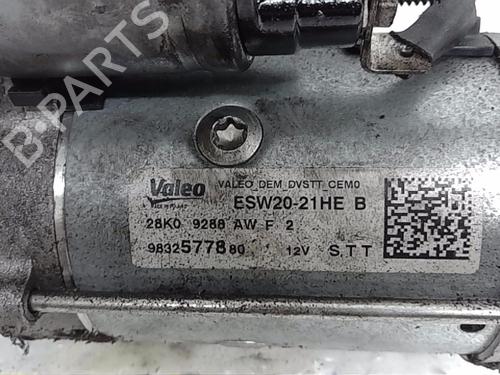 B-PARTS
Valeo VALEO_DEM_DVSTT_CEM0
ESW20-21HE B
28K0 9288 AW F 2
9832577880 12V S.T.T